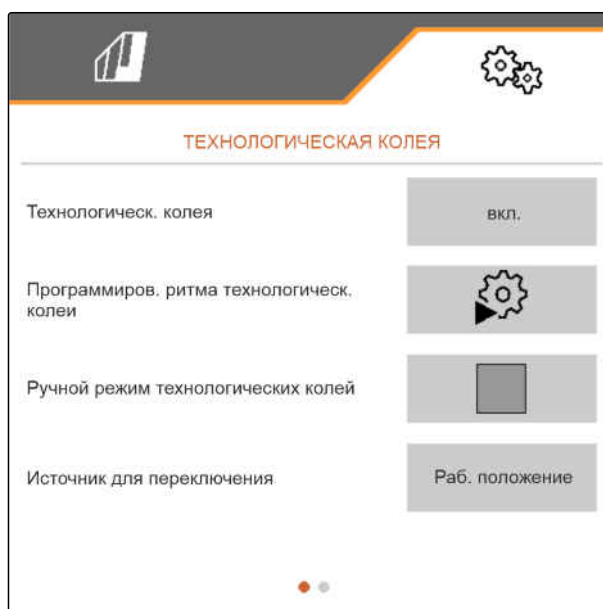 ТЕХНОЛОГИЧЕСКАЯ КОЛЕЯ
Технологическ. колея
вкл.
Программиров. ритма технологическ.
колеи
Ручной режим технологических колей
Источник для переключения
Раб. положение